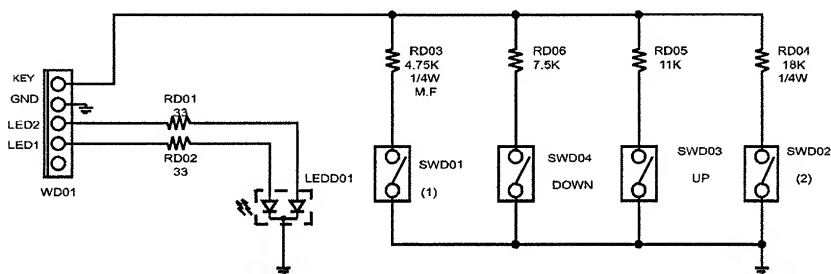 KEY
GND
LED2
LED1
WD01
RD01
33
RD02
33
LEDD01
RD03
4.75K
1/4W
M.F
RD06
7.5K
RD05
11K
RD04
18K
1/4W
SWD01
(1)
SWD04
DOWN
SWD03
UP
SWD02
(2)